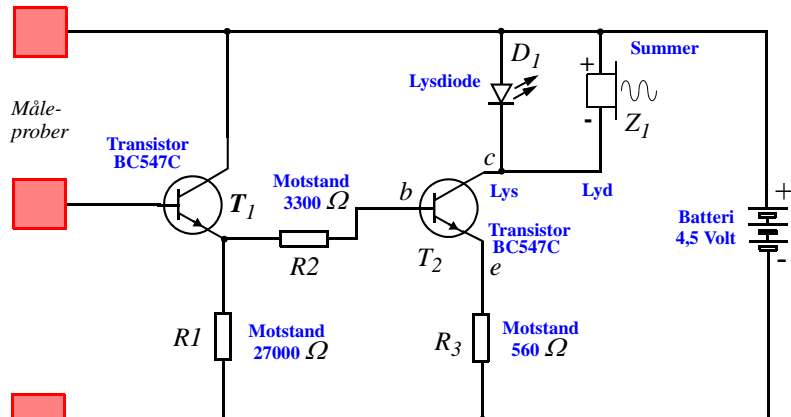 D1
Summer
Lysdiode
+
Måle-
prober
-
Z1
Transistor
BC547C
c
Motstand
3300 Ω
b
Lys
Lyd
T1
+
Batteri
4,5 Volt
-
Transistor
BC547C
T2
R2
e
R1
Motstand
27000 Ω
R3
Motstand
560 Ω